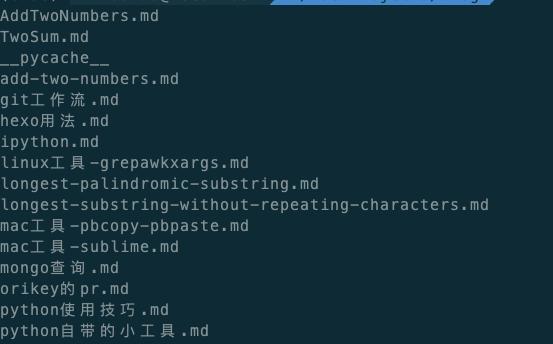 AddTwoNumbers.md
TwoSum.md
__pycache__
add-two-numbers.md
git工作流.md
hexo用法.md
ipython.md
linux工具-grepawkxargs.md
longest-palindromic-substring.md
longest-substring-without-repeating-characters.md
mac工具-pbcopy-pbpaste.md
mac工具-sublime.md
mongo查询.md
orikey的pr.md
python使用技巧.md
python自带的小工具.md